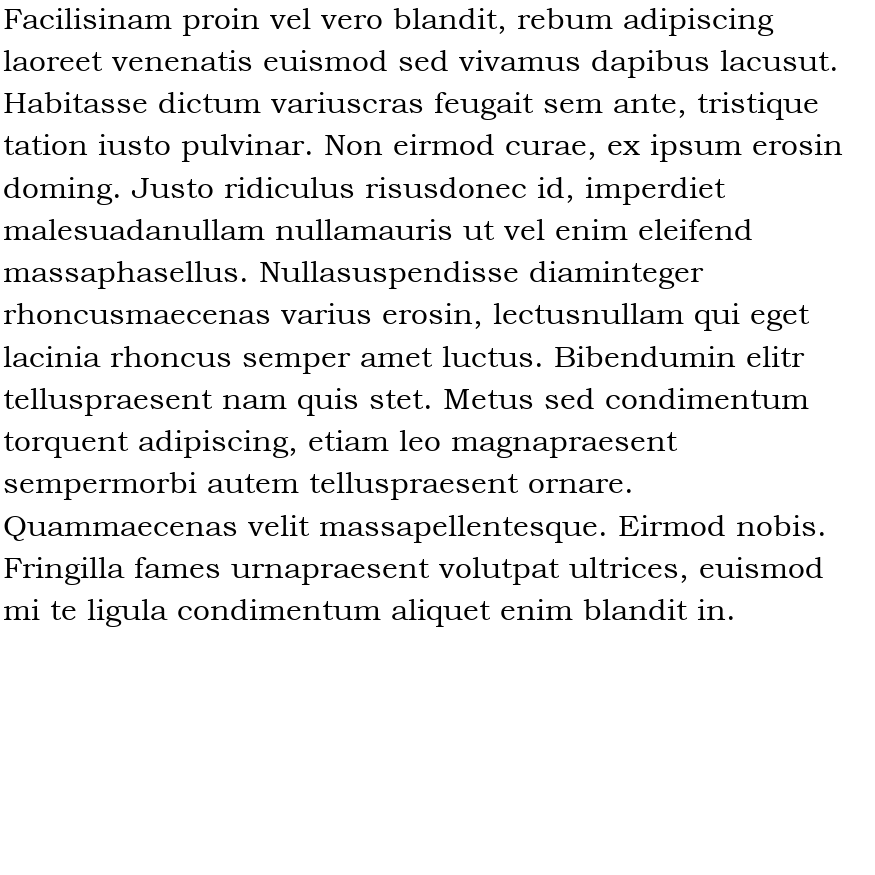 Facilisinam proin vel vero blandit, rebum adipiscing
laoreet venenatis euismod sed vivamus dapibus lacusut.
Habitasse dictum variuscras feugait sem ante, tristique
tation iusto pulvinar. Non eirmod curae, ex ipsum erosin
doming. Justo ridiculus risusdonec id, imperdiet
malesuadanullam nullamauris ut vel enim eleifend
massaphasellus. Nullasuspendisse diaminteger
rhoncusmaecenas varius erosin, lectusnullam qui eget
lacinia rhoncus semper amet luctus. Bibendumin elitr
telluspraesent nam quis stet. Metus sed condimentum
torquent adipiscing, etiam leo magnapraesent
sempermorbi autem telluspraesent ornare.
Quammaecenas velit massapellentesque. Eirmod nobis.
Fringilla fames urnapraesent volutpat ultrices, euismod
mi te ligula condimentum aliquet enim blandit in.